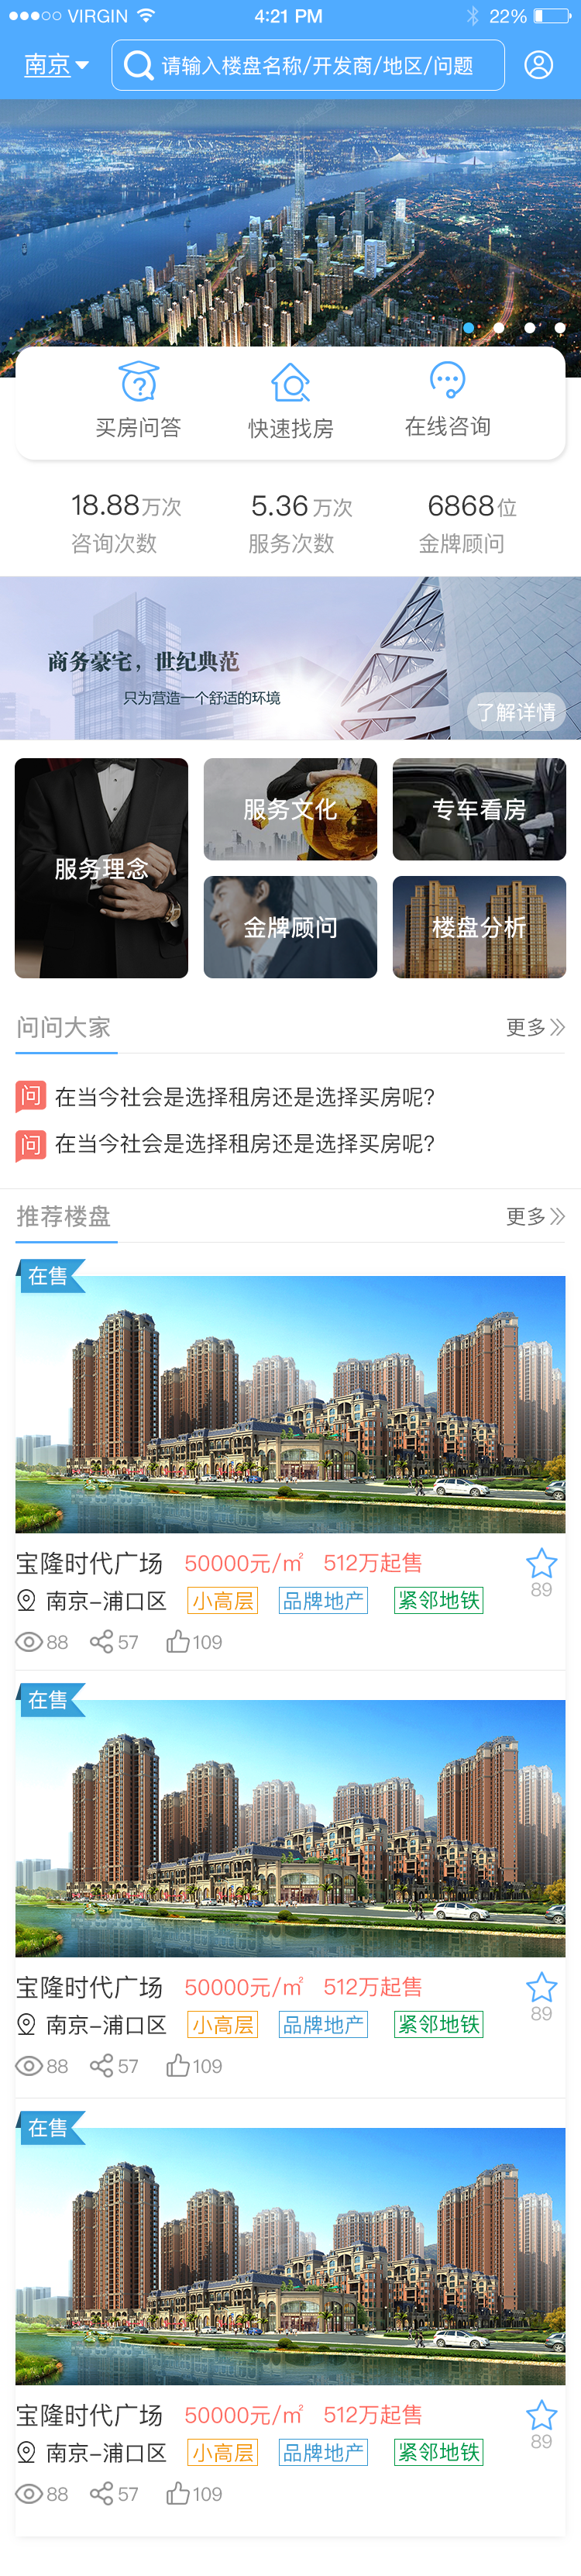 VIRGIN 4:21 PM 22%
南京 请输入楼盘名称/开发商/地区/问题
买房问答 快速找房 在线咨询
18.88万次 5.36万次 6868位
咨询次数 服务次数 金牌顾问
商务豪宅，世纪典范
只为营造一个舒适的环境
了解详情
服务理念
服务文化 专车看房
金牌顾问 楼盘分析
问问大家 更多
问 在当今社会是选择租房还是选择买房呢？
问 在当今社会是选择租房还是选择买房呢？
推荐楼盘 更多
在售
宝隆时代广场 50000元/㎡ 512万起售
89
南京-浦口区 小高层 品牌地产 紧邻地铁
88 57 109
在售
宝隆时代广场 50000元/㎡ 512万起售
89
南京-浦口区 小高层 品牌地产 紧邻地铁
88 57 109
在售
宝隆时代广场 50000元/㎡ 512万起售
89
南京-浦口区 小高层 品牌地产 紧邻地铁
88 57 109